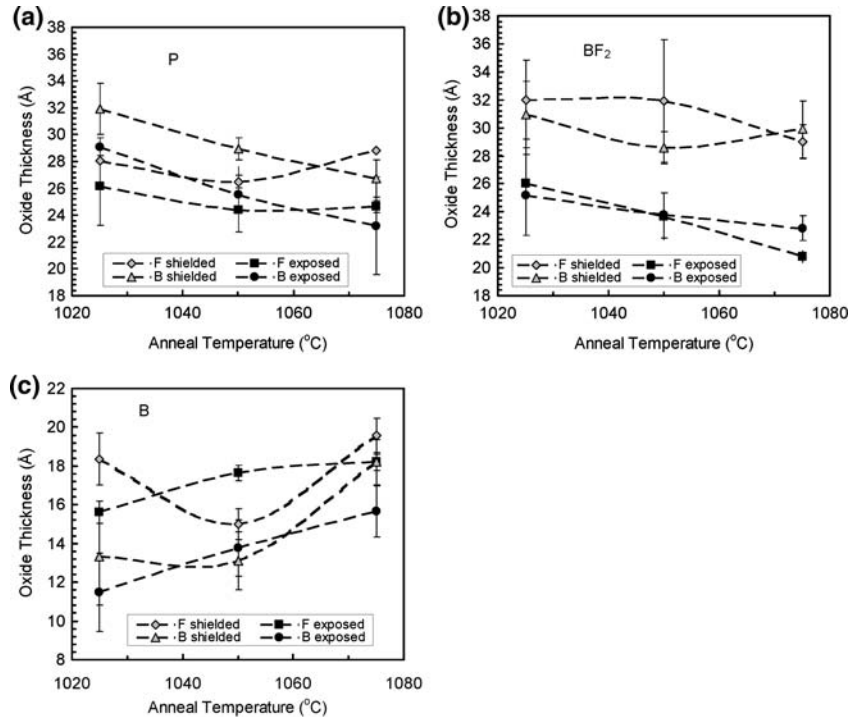 (a)
P
Oxide Thickness (Å)
38
36
34
32
30
28
26
24
22
20
18
F shielded F exposed
B shielded B exposed
1020 1040 1060 1080
Anneal Temperature (°C)
(b)
BF₂
Oxide Thickness (Å)
38
36
34
32
30
28
26
24
22
20
18
F shielded F exposed
B shielded B exposed
1020 1040 1060 1080
Anneal Temperature (°C)
(c)
B
Oxide Thickness (Å)
22
20
18
16
14
12
10
8
F shielded F exposed
B shielded B exposed
1020 1040 1060 1080
Anneal Temperature (°C)